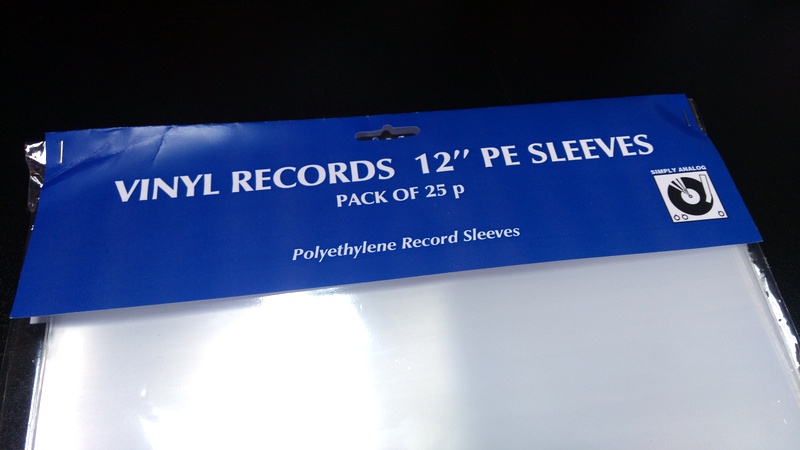 VINYL RECORDS 12" PE SLEEVES
PACK OF 25 p
SIMPLY ANALOG
Polyethylene Record Sleeves